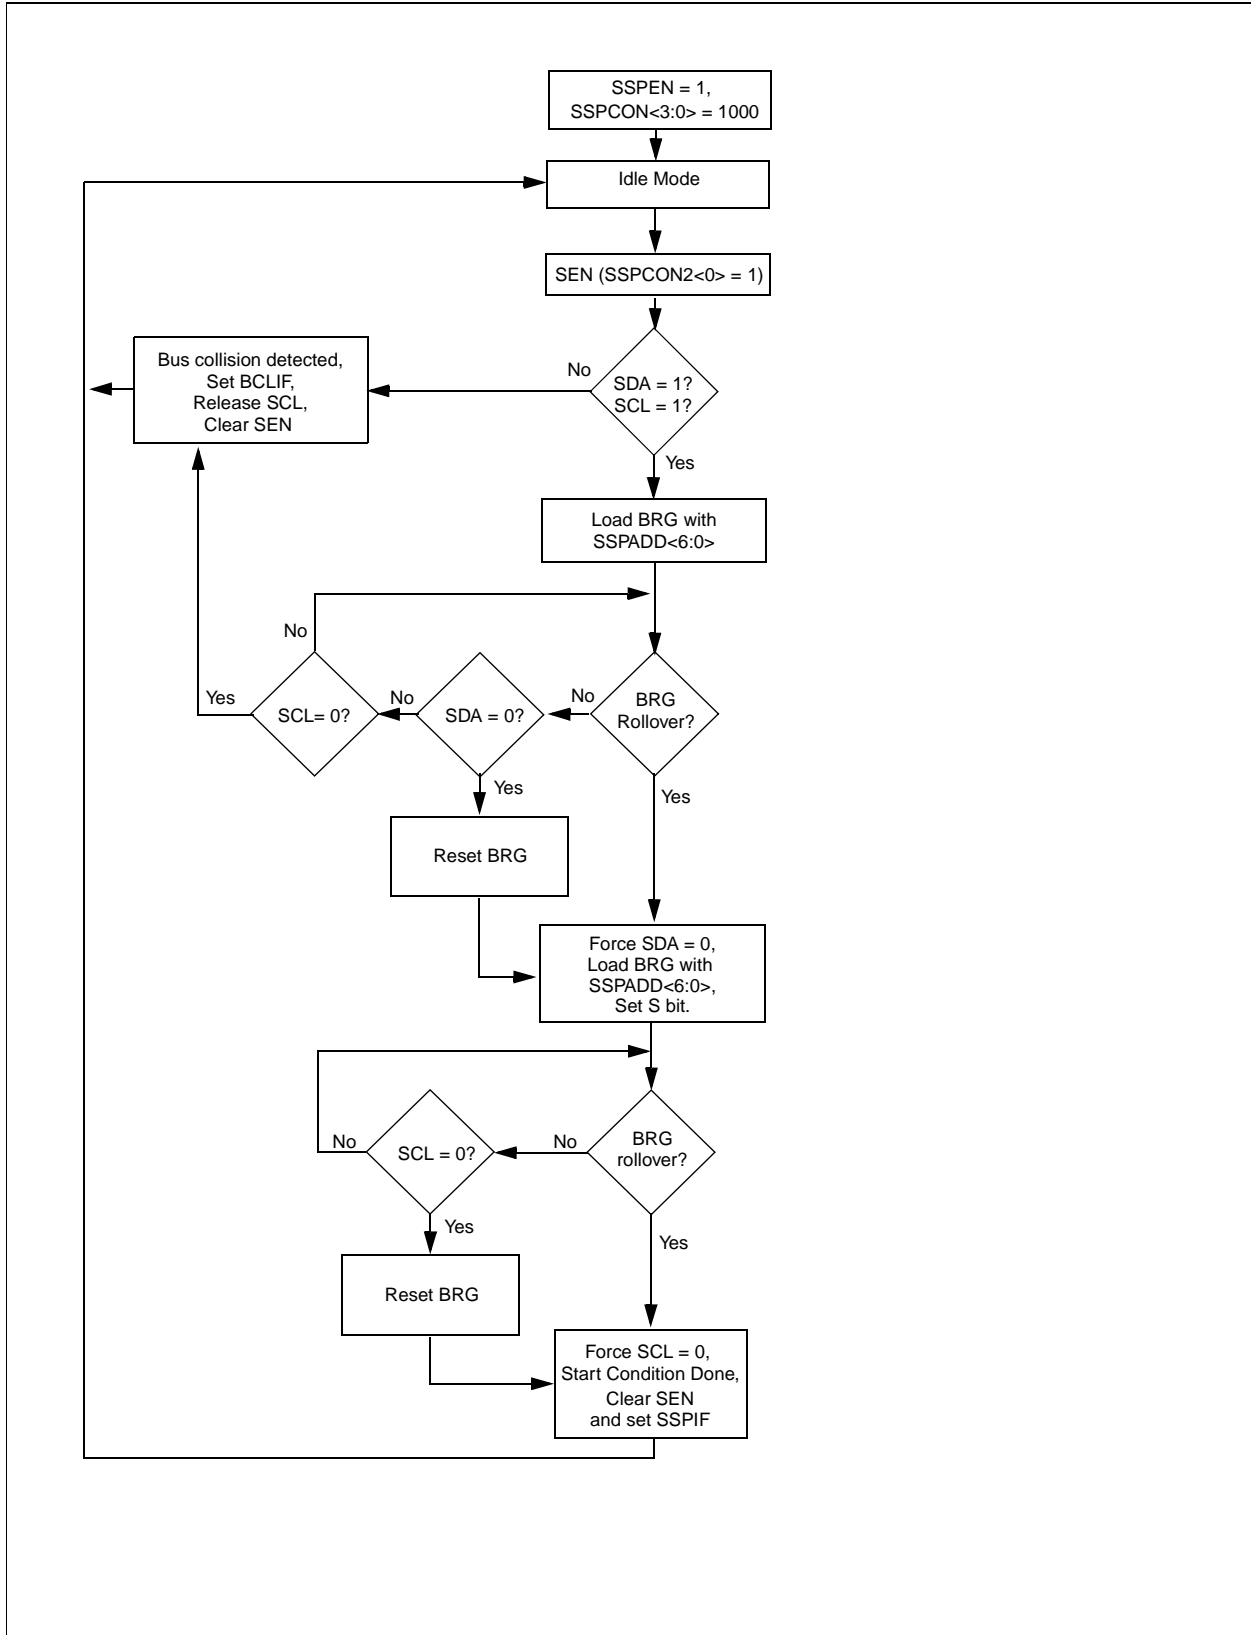 SSPEN = 1,
SSPCON<3:0> = 1000
Idle Mode
SEN (SSPCON2<0> = 1)
Bus collision detected,
Set BCLIF,
Release SCL,
Clear SEN
No
SDA = 1?
SCL = 1?
Yes
Load BRG with
SSPADD<6:0>
No
Yes
SCL= 0?
No
SDA = 0?
No
BRG
Rollover?
Yes
Yes
Reset BRG
Force SDA = 0,
Load BRG with
SSPADD<6:0>,
Set S bit.
No
SCL = 0?
No
BRG
rollover?
Yes
Yes
Reset BRG
Force SCL = 0,
Start Condition Done,
Clear SEN
and set SSPIF